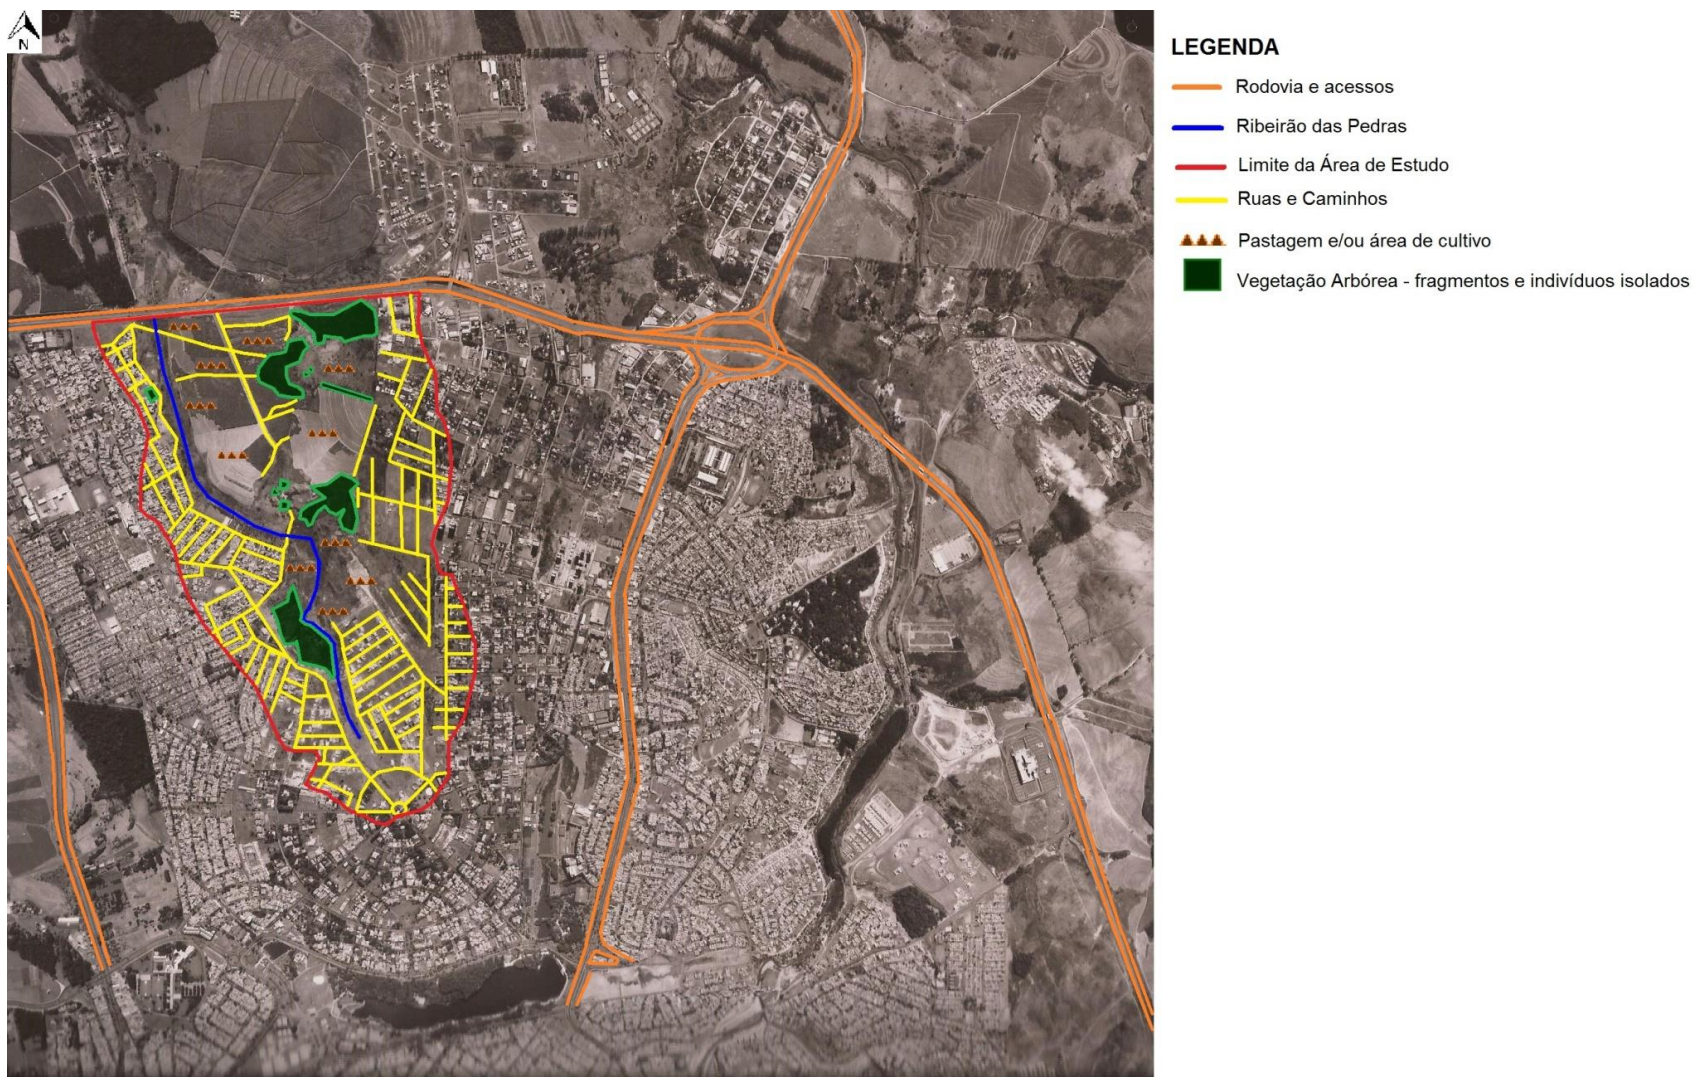 N
LEGENDA
Rodovia e acessos
Ribeirão das Pedras
Limite da Área de Estudo
Ruas e Caminhos
Pastagem e/ou área de cultivo
Vegetação Arbórea - fragmentos e indivíduos isolados